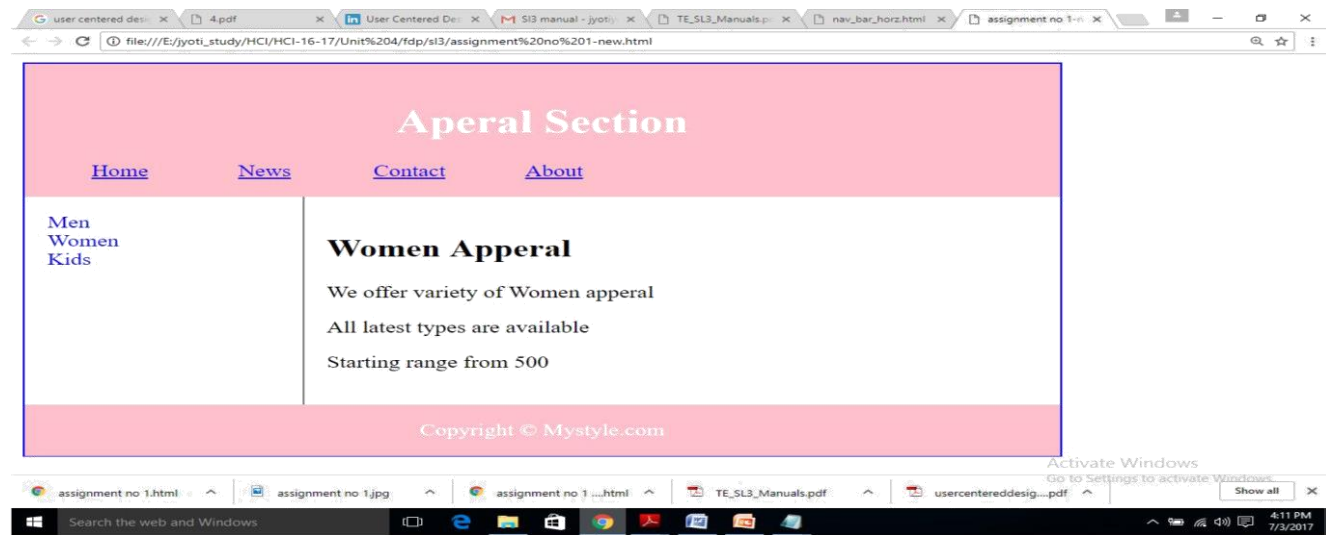 user centered desi
4.pdf
User Centered Des
Sl3 manual - jyoti
TE_SL3_Manuals.p
nav_bar_horz.html
assignment no 1-n
file:///E:/jyoti_study/HCI/HCI-16-17/Unit%204/fdp/sl3/assignment%20no%201-new.html
Aperal Section
Home News Contact About
Men
Women
Kids
Women Apperal
We offer variety of Women apperal
All latest types are available
Starting range from 500
Copyright © Mystyle.com
Activate Windows
Go to Settings to activate Windows.
assignment no 1.html
assignment no 1.jpg
assignment no 1 ....html
TE_SL3_Manuals.pdf
usercentereddesig....pdf
Show all
Search the web and Windows
4:11 PM
7/3/2017